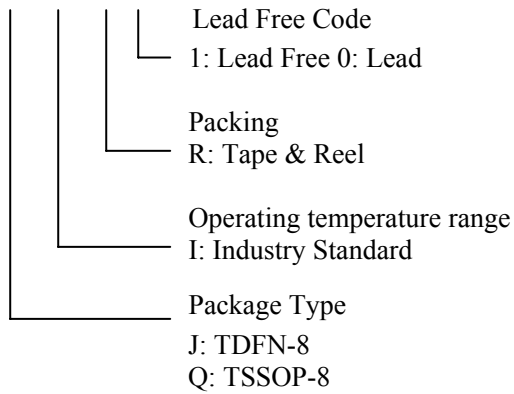 Lead Free Code
1: Lead Free 0: Lead
Packing
R: Tape & Reel
Operating temperature range
I: Industry Standard
Package Type
J: TDFN-8
Q: TSSOP-8